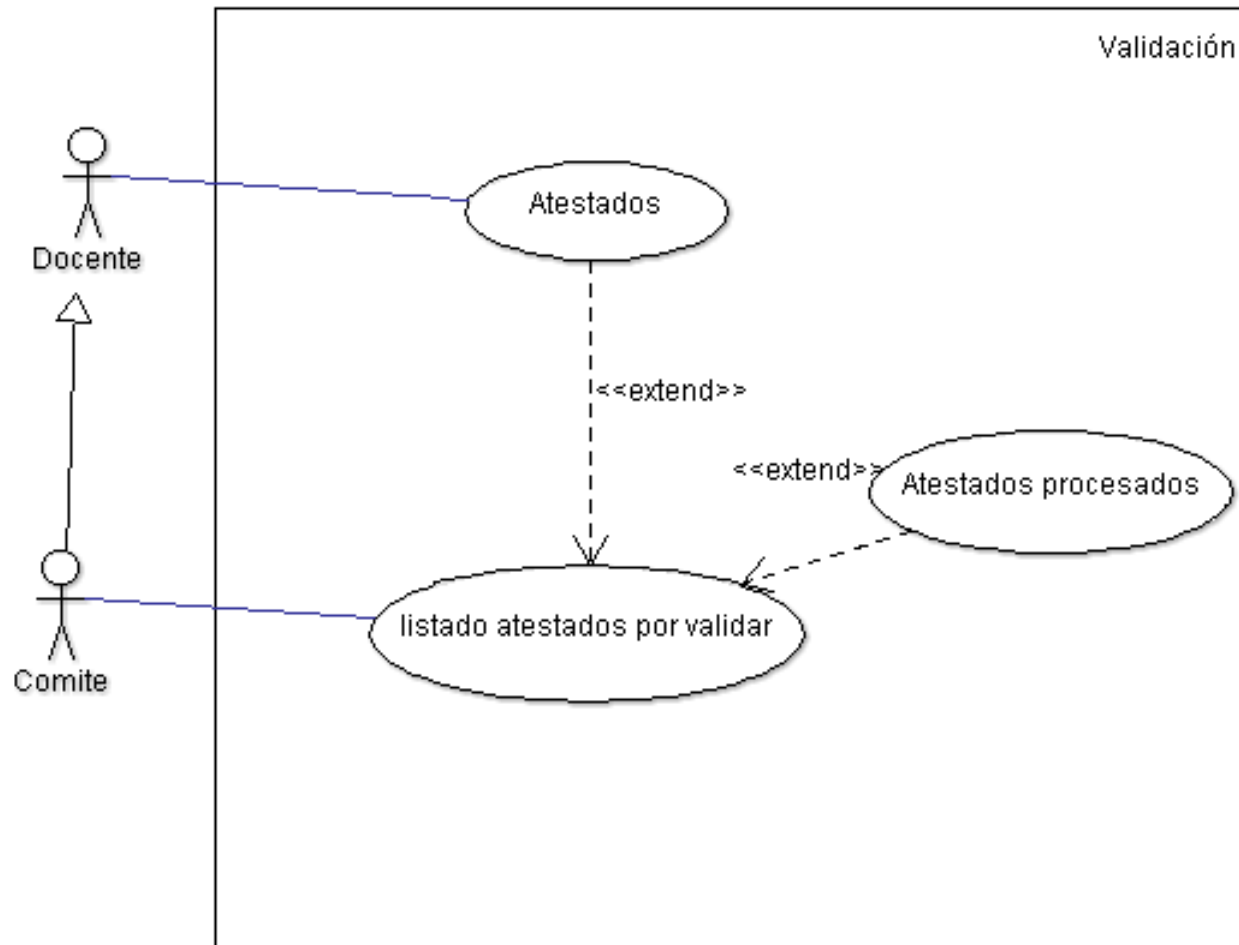 Validación
Atestados
Docente
<<extend>>
<<extend>>
Atestados procesados
listado atestados por validar
Comite